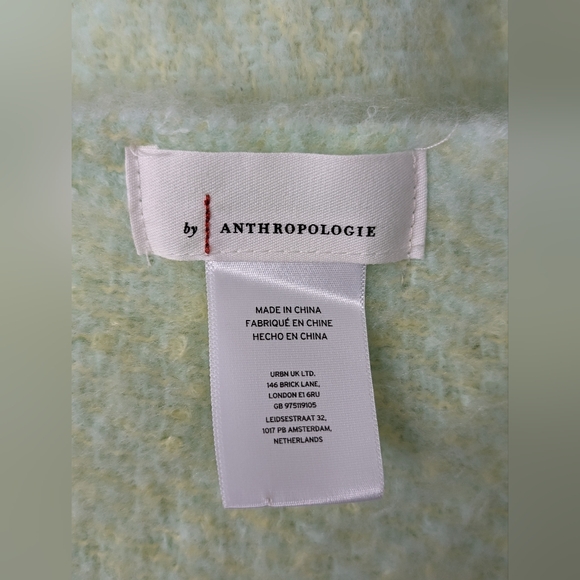 by ANTHROPOLOGIE
MADE IN CHINA
FABRIQUÉ EN CHINE
HECHO EN CHINA
URBN UK LTD.
146 BRICK LANE,
LONDON E1 6RU
GB 975119105
LEIDSESTRAAT 32,
1017 PB AMSTERDAM,
NETHERLANDS